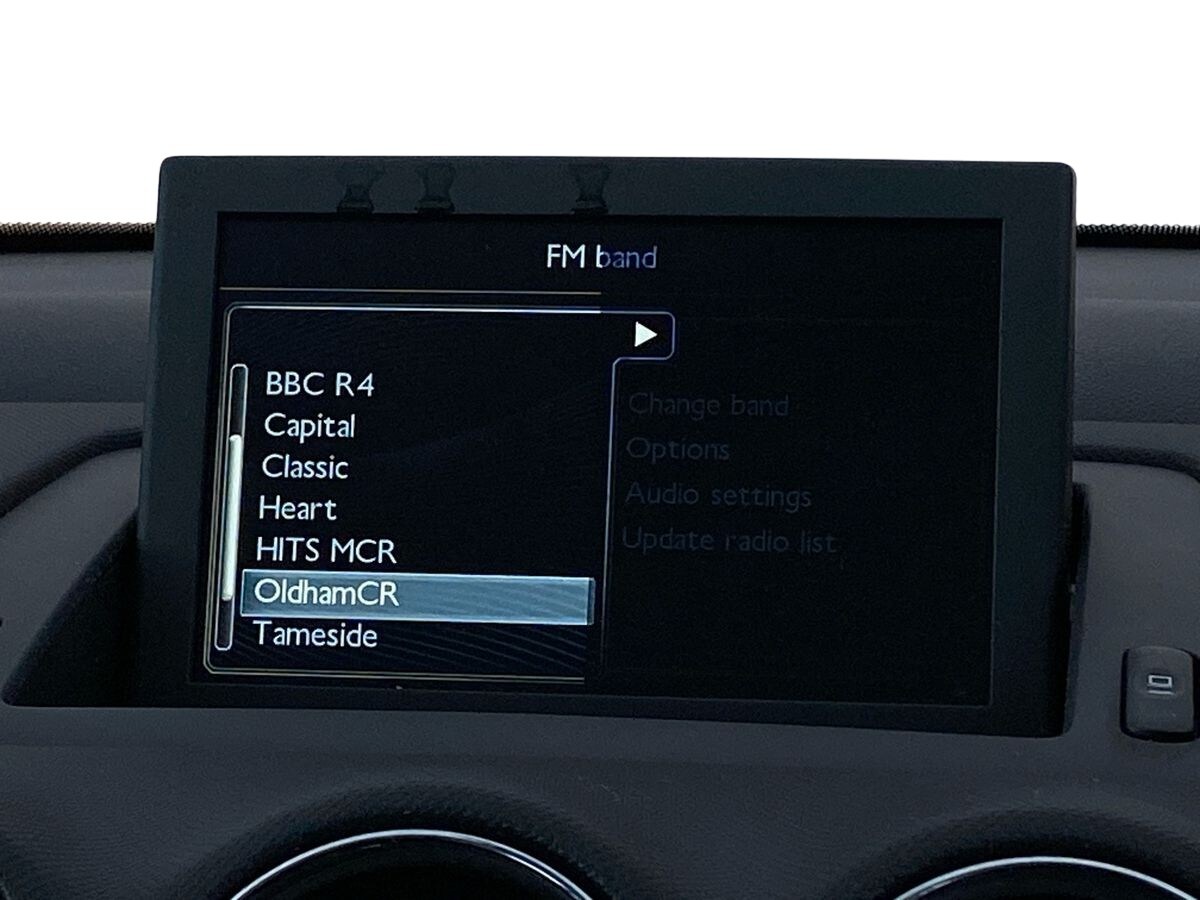 FM band
BBC R4
Capital
Classic
Heart
HITS MCR
OldhamCR
Tameside
Change band
Options
Audio settings
Update radio list